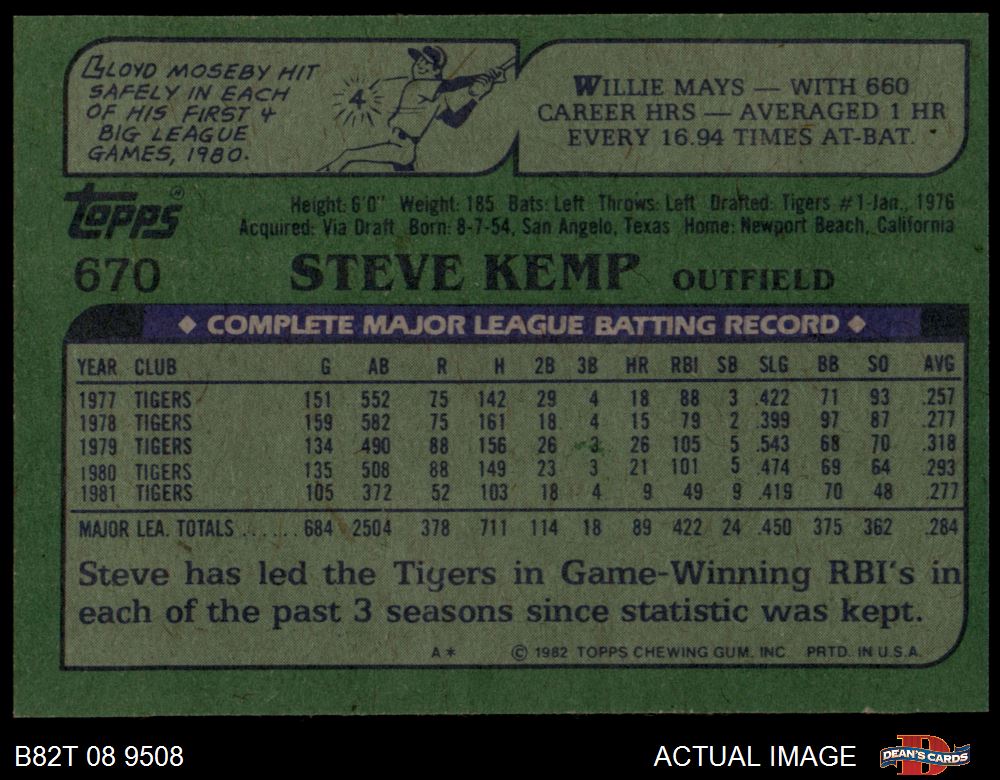 LLOYD MOSEBY HIT
SAFELY IN EACH
OF HIS FIRST 4
BIG LEAGUE
GAMES, 1980.
4
WILLIE MAYS — WITH 660
CAREER HRS — AVERAGED 1 HR
EVERY 16.94 TIMES AT-BAT.
Topps®
Height: 6'0" Weight: 185 Bats: Left Throws: Left Drafted: Tigers #1-Jan., 1976
Acquired: Via Draft Born: 8-7-54, San Angelo, Texas Home: Newport Beach, California
670 STEVE KEMP OUTFIELD
◆ COMPLETE MAJOR LEAGUE BATTING RECORD ◆
YEAR CLUB G AB R H 2B 3B HR RBI SB SLG BB SO AVG
1977 TIGERS 151 552 75 142 29 4 18 88 3 .422 71 93 .257
1978 TIGERS 159 582 75 161 18 4 15 79 2 .399 97 87 .277
1979 TIGERS 134 490 88 156 26 3 26 105 5 .543 68 70 .318
1980 TIGERS 135 508 88 149 23 3 21 101 5 .474 69 64 .293
1981 TIGERS 105 372 52 103 18 4 9 49 9 .419 70 48 .277
MAJOR LEA. TOTALS ...... 684 2504 378 711 114 18 89 422 24 .450 375 362 .284
Steve has led the Tigers in Game-Winning RBI's in
each of the past 3 seasons since statistic was kept.
A* © 1982 TOPPS CHEWING GUM, INC PRTD. IN U.S.A.
B82T 08 9508 ACTUAL IMAGE D DEAN'S CARDS